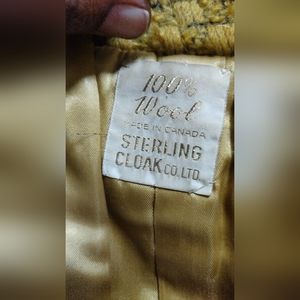 100%
Wool
MADE IN CANADA
STERLING
CLOAK CO. LTD.